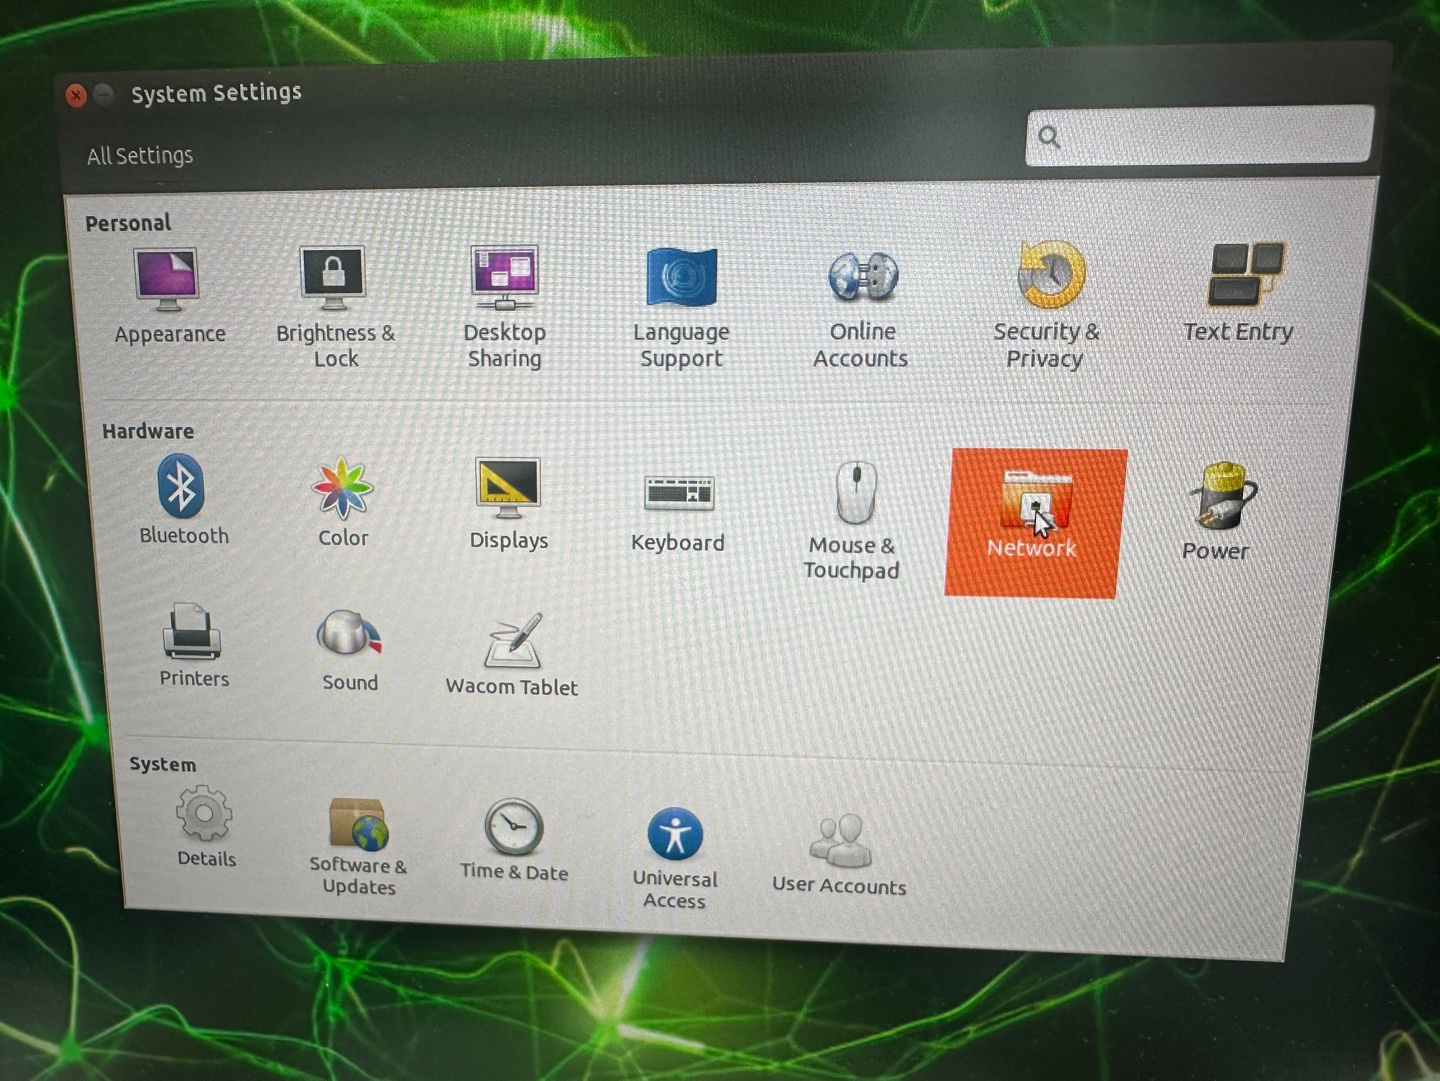 System Settings
All Settings
Personal
Appearance
Brightness &
Lock
Desktop
Sharing
Language
Support
Online
Accounts
Security &
Privacy
Text Entry
Hardware
Bluetooth
Color
Displays
Keyboard
Mouse &
Touchpad
Network
Power
Printers
Sound
Wacom Tablet
System
Details
Software &
Updates
Time & Date
Universal
Access
User Accounts